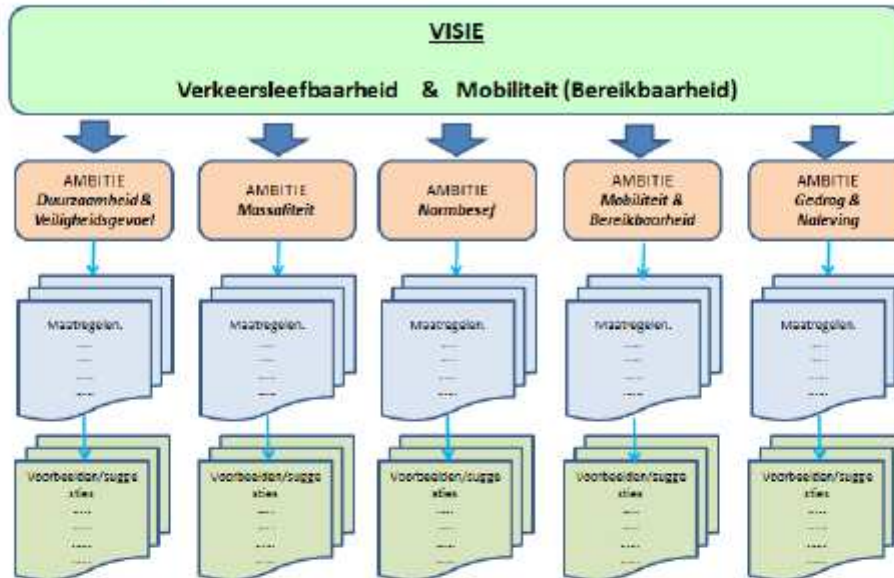 VISIE
Verkeersleefbaarheid & Mobiliteit (Bereikbaarheid)
AMBITIE
Duurzaamheid &
Veiligheidsgevoel
AMBITIE
Massaliteit
AMBITIE
Normbesef
AMBITIE
Mobiliteit &
Bereikbaarheid
AMBITIE
Gedrag &
Naleving
Maatregelen.
.....
.....
.....
.....
Maatregelen.
.....
.....
.....
.....
Maatregelen.
.....
.....
.....
.....
Maatregelen.
.....
.....
.....
.....
Maatregelen.
.....
.....
.....
.....
Voorbeelden/sugge
sties
.....
.....
.....
.....
Voorbeelden/sugge
sties
.....
.....
.....
.....
Voorbeelden/sugge
sties
.....
.....
.....
.....
Voorbeelden/sugge
sties
.....
.....
.....
.....
Voorbeelden/sugge
sties
.....
.....
.....
.....